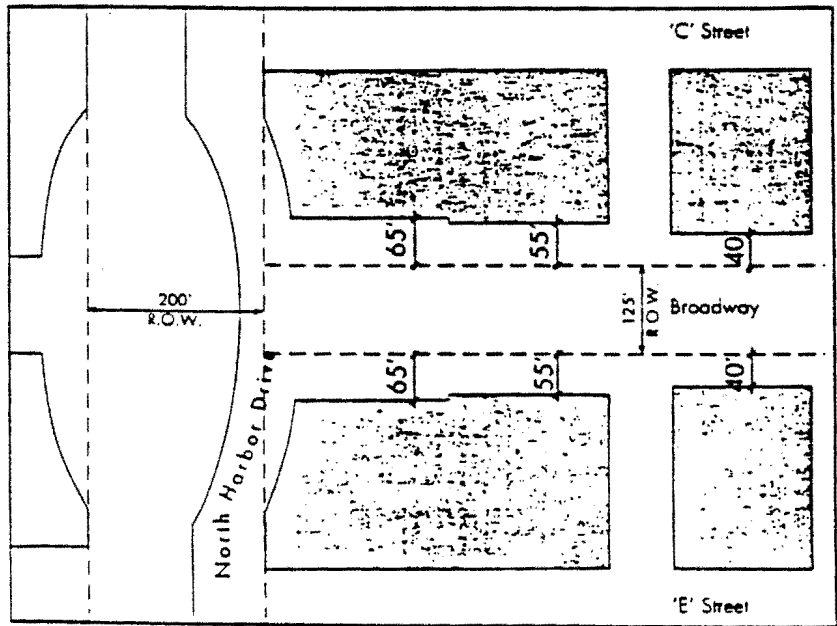 'C' Street
65'
55'
40'
200'
R.O.W.
125'
R.O.W.
Broadway
65'
55'
40'
North Harbor Drive
'E' Street